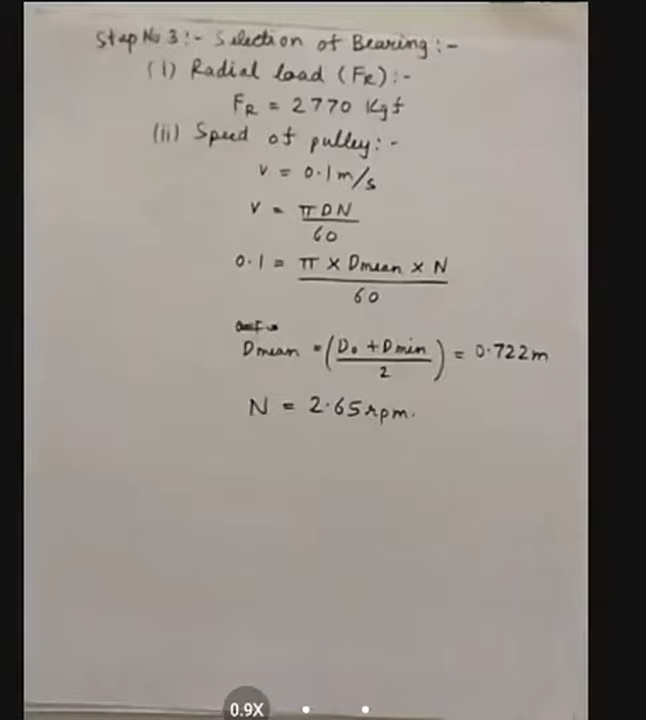 Step No 3:- Selection of Bearing:-
(i) Radial load (FR):-
FR = 2770 Kgf
(ii) Speed of pulley:-
v = 0.1 m/s
v = πDN/60
0.1 = π × Dmean × N/60
Dmean = (Do + Dmin/2) = 0.722m
N = 2.65 rpm.
0.9X